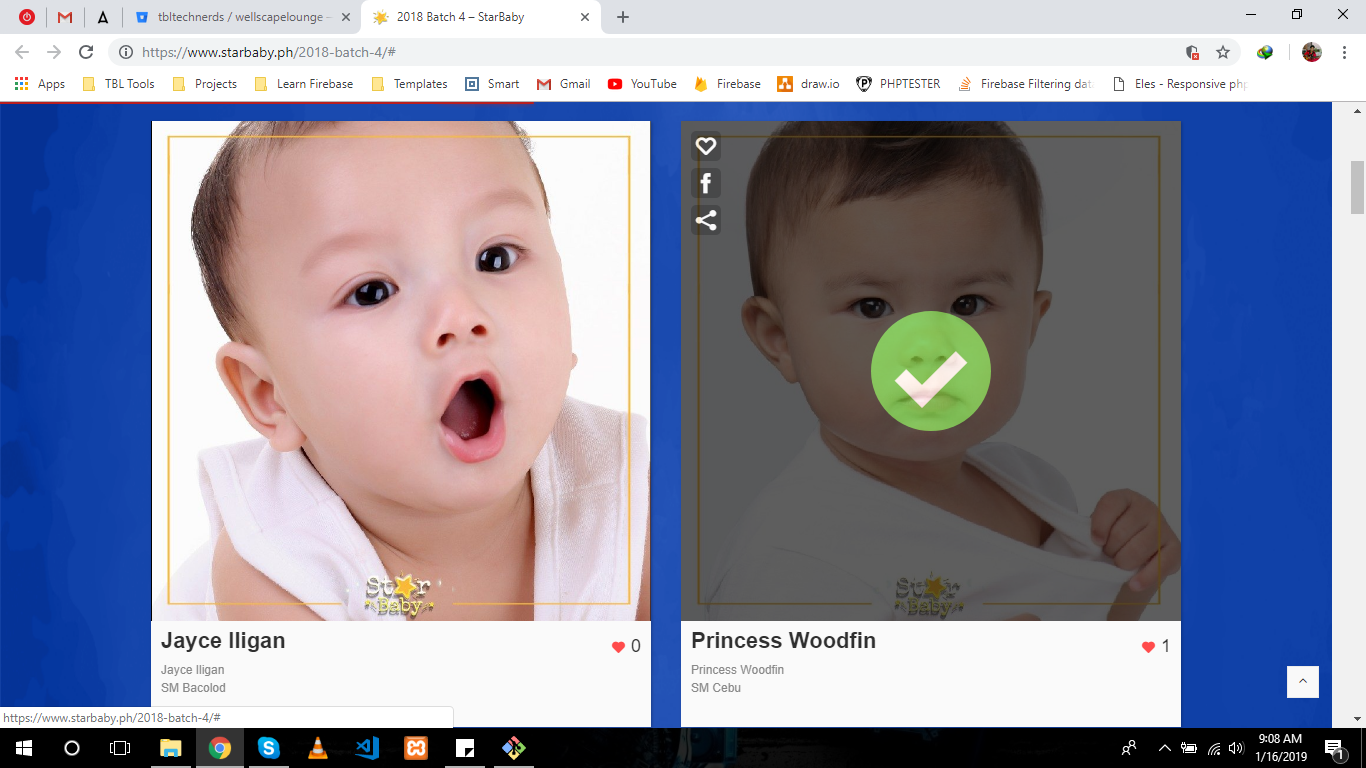 tbltechnerds / wellscapelounge –
2018 Batch 4 – StarBaby
https://www.starbaby.ph/2018-batch-4/#
Apps TBL Tools Projects Learn Firebase Templates Smart Gmail YouTube Firebase draw.io PHPTESTER Firebase Filtering dat Eles - Responsive php
Star
Baby
Star
Baby
Jayce Iligan
0
Jayce Iligan
SM Bacolod
Princess Woodfin
1
Princess Woodfin
SM Cebu
https://www.starbaby.ph/2018-batch-4/#
9:08 AM
1/16/2019
1